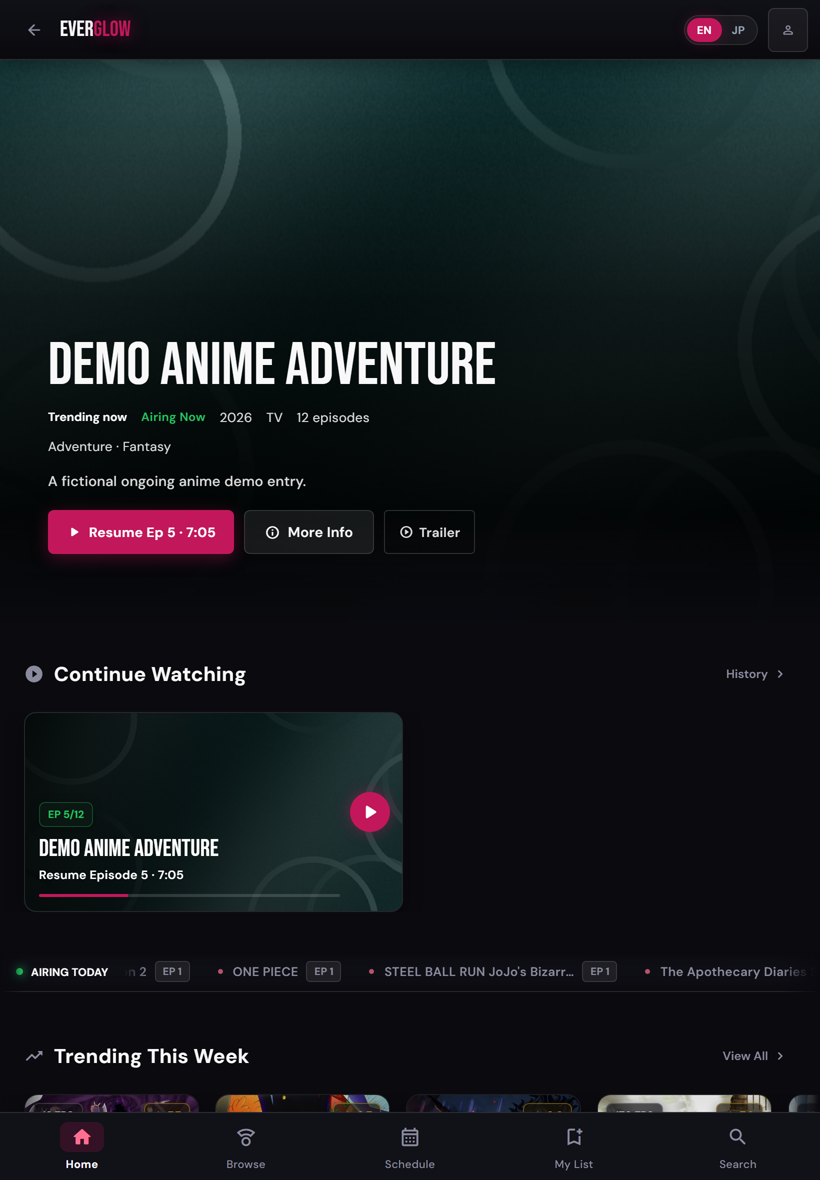 EVERGLOW
EN JP
DEMO ANIME ADVENTURE
Trending now Airing Now 2026 TV 12 episodes
Adventure · Fantasy
A fictional ongoing anime demo entry.
Resume Ep 5 · 7:05 More Info Trailer
Continue Watching History
EP 5/12
DEMO ANIME ADVENTURE
Resume Episode 5 · 7:05
AIRING TODAY 2 EP 1 ONE PIECE EP 1 STEEL BALL RUN JoJo's Bizarr... EP 1 The Apothecary Diaries
Trending This Week View All
Home Browse Schedule My List Search